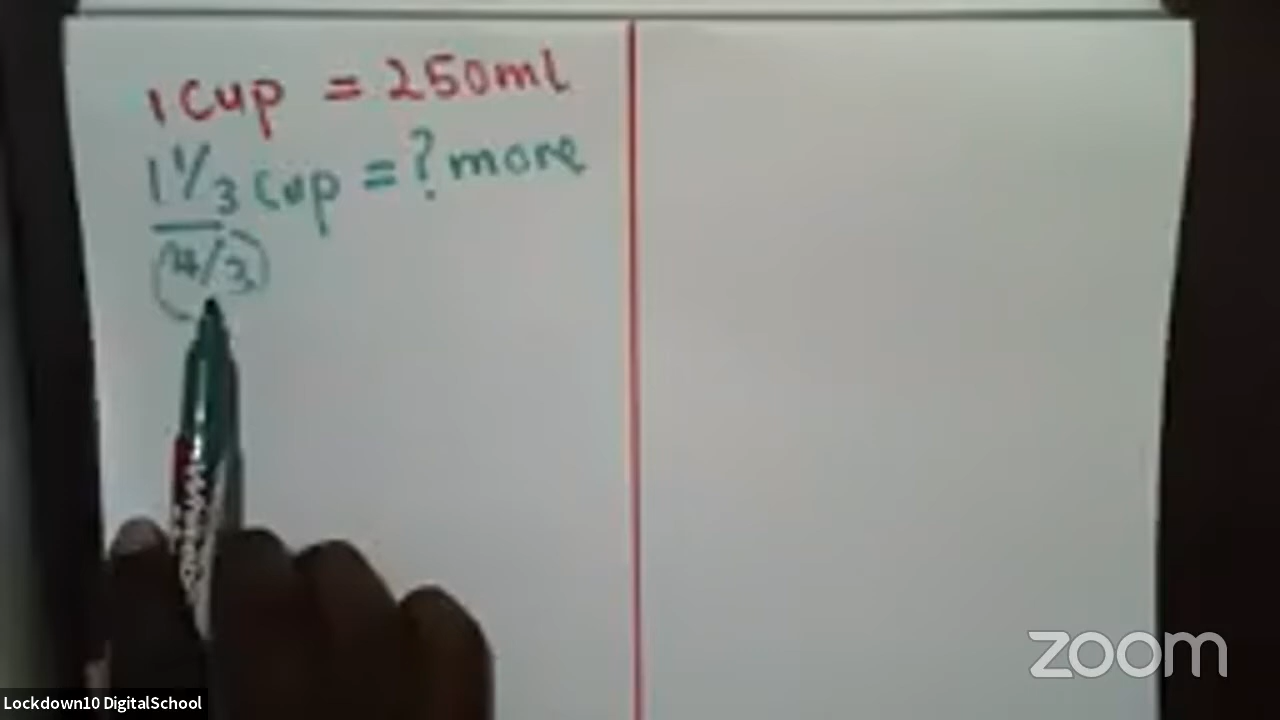 1 Cup = 250ml
1 1/3 Cup = ? more
4/3
zoom
Lockdown10 DigitalSchool